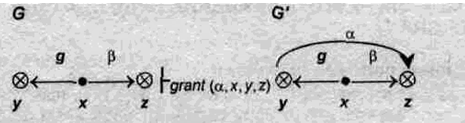 G G'
α
g β g β
⊢grant (α, x, y, z)
y x z y x z